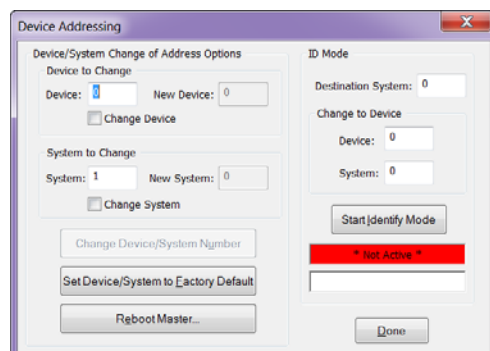 Device Addressing
X
Device/System Change of Address Options
Device to Change
Device: 0 New Device: 0
Change Device
System to Change
System: 1 New System: 0
Change System
Change Device/System Number
Set Device/System to Factory Default
Reboot Master...
ID Mode
Destination System: 0
Change to Device
Device: 0
System: 0
Start Identify Mode
* Not Active *
Done